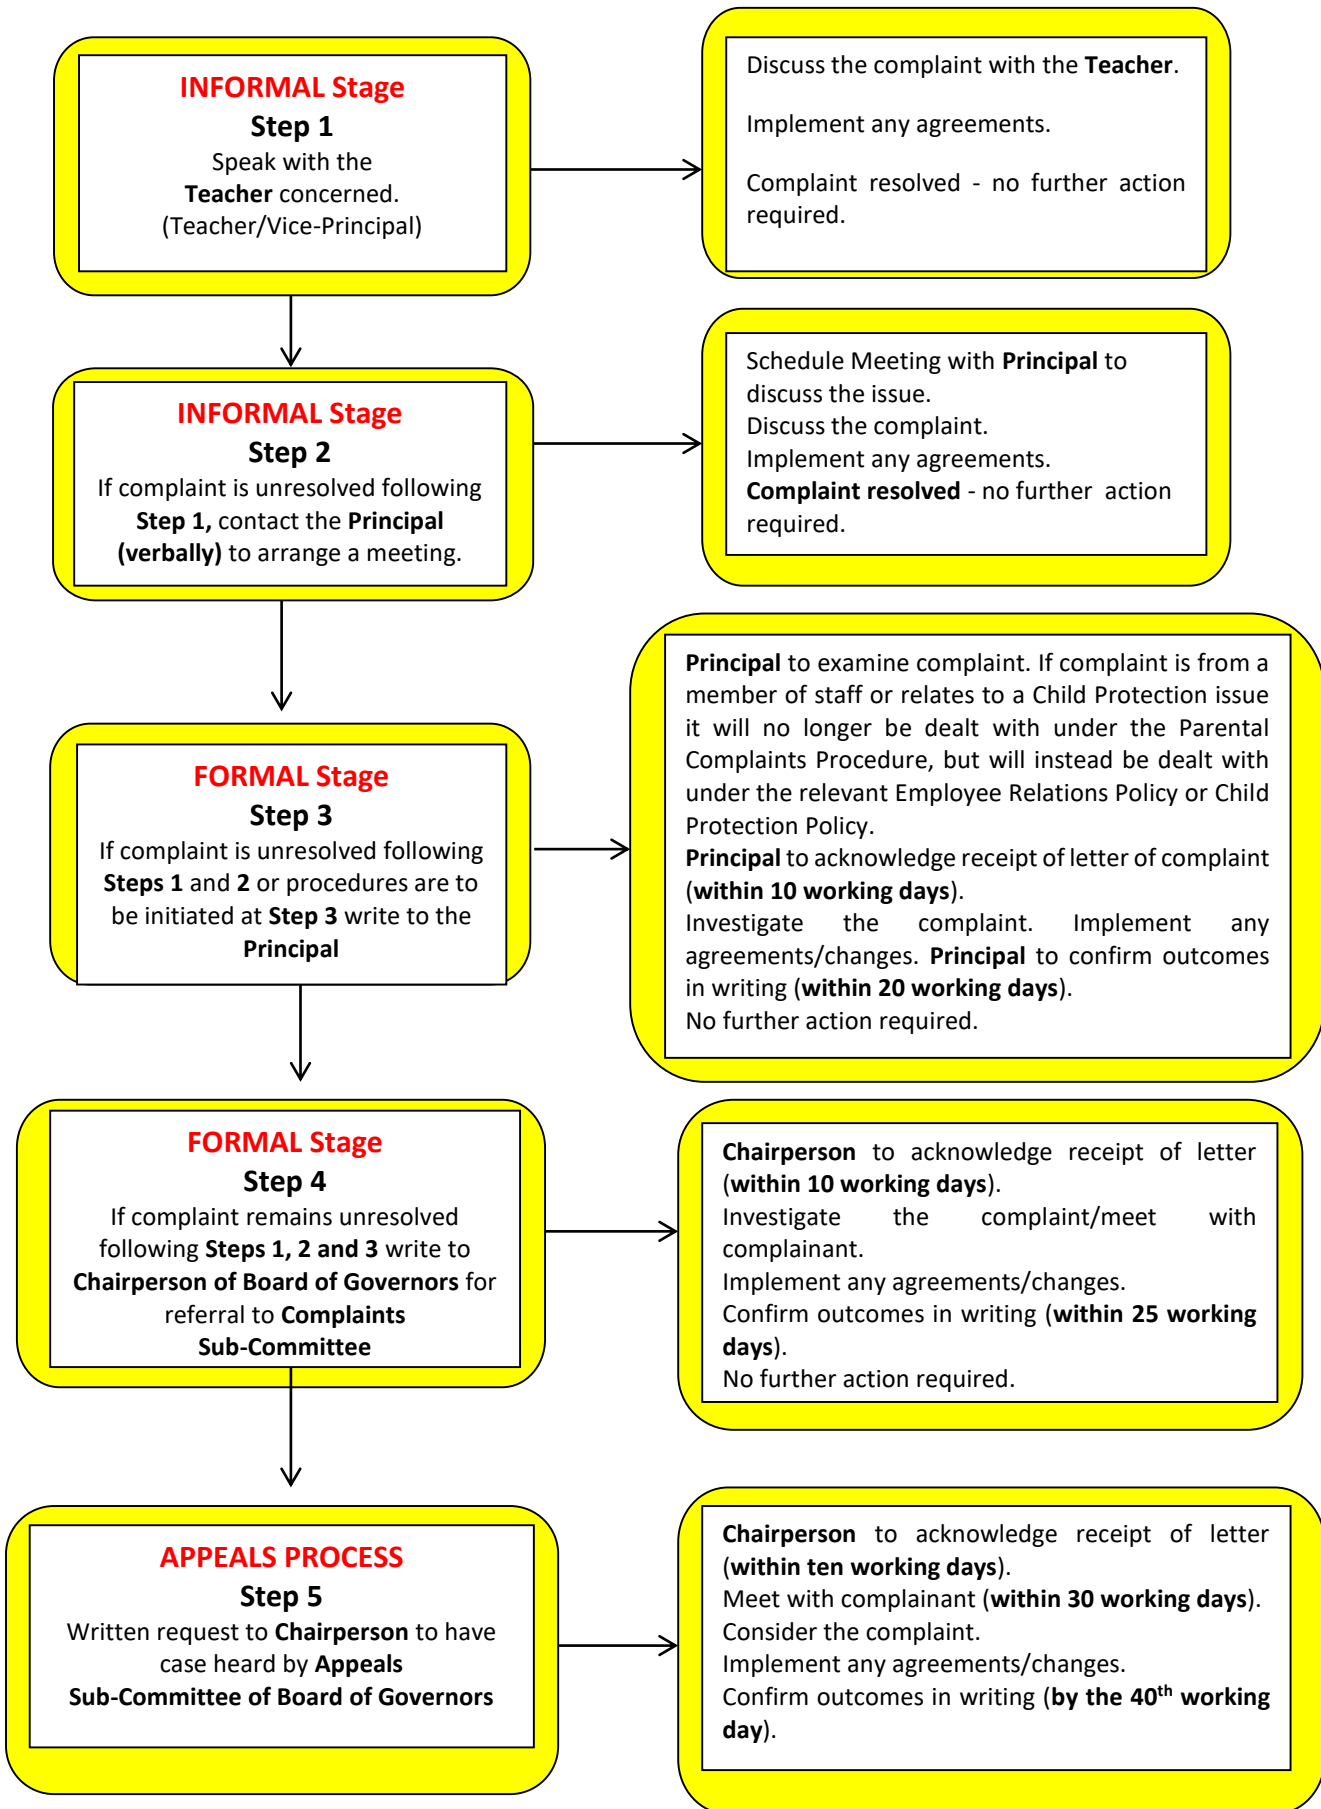 INFORMAL Stage
Step 1
Speak with the
Teacher concerned.
(Teacher/Vice-Principal)
Discuss the complaint with the Teacher.
Implement any agreements.
Complaint resolved - no further action
required.
INFORMAL Stage
Step 2
If complaint is unresolved following
Step 1, contact the Principal
(verbally) to arrange a meeting.
Schedule Meeting with Principal to
discuss the issue.
Discuss the complaint.
Implement any agreements.
Complaint resolved - no further action
required.
FORMAL Stage
Step 3
If complaint is unresolved following
Steps 1 and 2 or procedures are to
be initiated at Step 3 write to the
Principal
Principal to examine complaint. If complaint is from a
member of staff or relates to a Child Protection issue
it will no longer be dealt with under the Parental
Complaints Procedure, but will instead be dealt with
under the relevant Employee Relations Policy or Child
Protection Policy.
Principal to acknowledge receipt of letter of complaint
(within 10 working days).
Investigate the complaint. Implement any
agreements/changes. Principal to confirm outcomes
in writing (within 20 working days).
No further action required.
FORMAL Stage
Step 4
If complaint remains unresolved
following Steps 1, 2 and 3 write to
Chairperson of Board of Governors for
referral to Complaints
Sub-Committee
Chairperson to acknowledge receipt of letter
(within 10 working days).
Investigate the complaint/meet with
complainant.
Implement any agreements/changes.
Confirm outcomes in writing (within 25 working
days).
No further action required.
APPEALS PROCESS
Step 5
Written request to Chairperson to have
case heard by Appeals
Sub-Committee of Board of Governors
Chairperson to acknowledge receipt of letter
(within ten working days).
Meet with complainant (within 30 working days).
Consider the complaint.
Implement any agreements/changes.
Confirm outcomes in writing (by the 40th working
day).